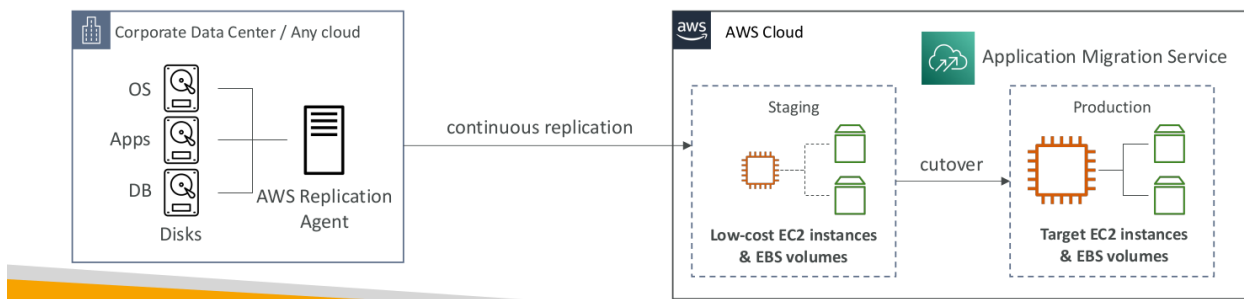 Corporate Data Center / Any cloud
OS
Apps
DB
Disks
AWS Replication
Agent
continuous replication
aws
AWS Cloud
Application Migration Service
Staging
Low-cost EC2 instances
& EBS volumes
cutover
Production
Target EC2 instances
& EBS volumes